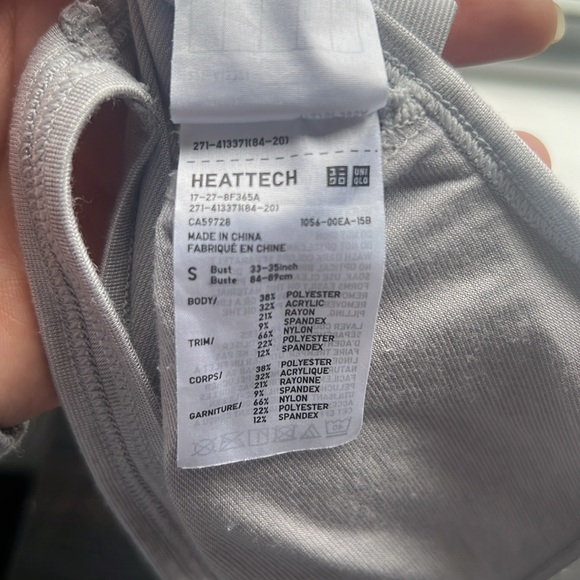 271-413371(84-20)
HEATTECH
UNI
QLO
17-27-8F365A
271-413371(84-20)
CA59728 1056-00EA-15B
MADE IN CHINA
FABRIQUÉ EN CHINE
S Bust 33-35inch
Buste 84-89cm
BODY/ 38% POLYESTER
32% ACRYLIC
21% RAYON
9% SPANDEX
TRIM/ 66% NYLON
22% POLYESTER
12% SPANDEX
CORPS/ 38% POLYESTER
32% ACRYLIQUE
21% RAYONNE
9% SPANDEX
GARNITURE/ 66% NYLON
22% POLYESTER
12% SPANDEX